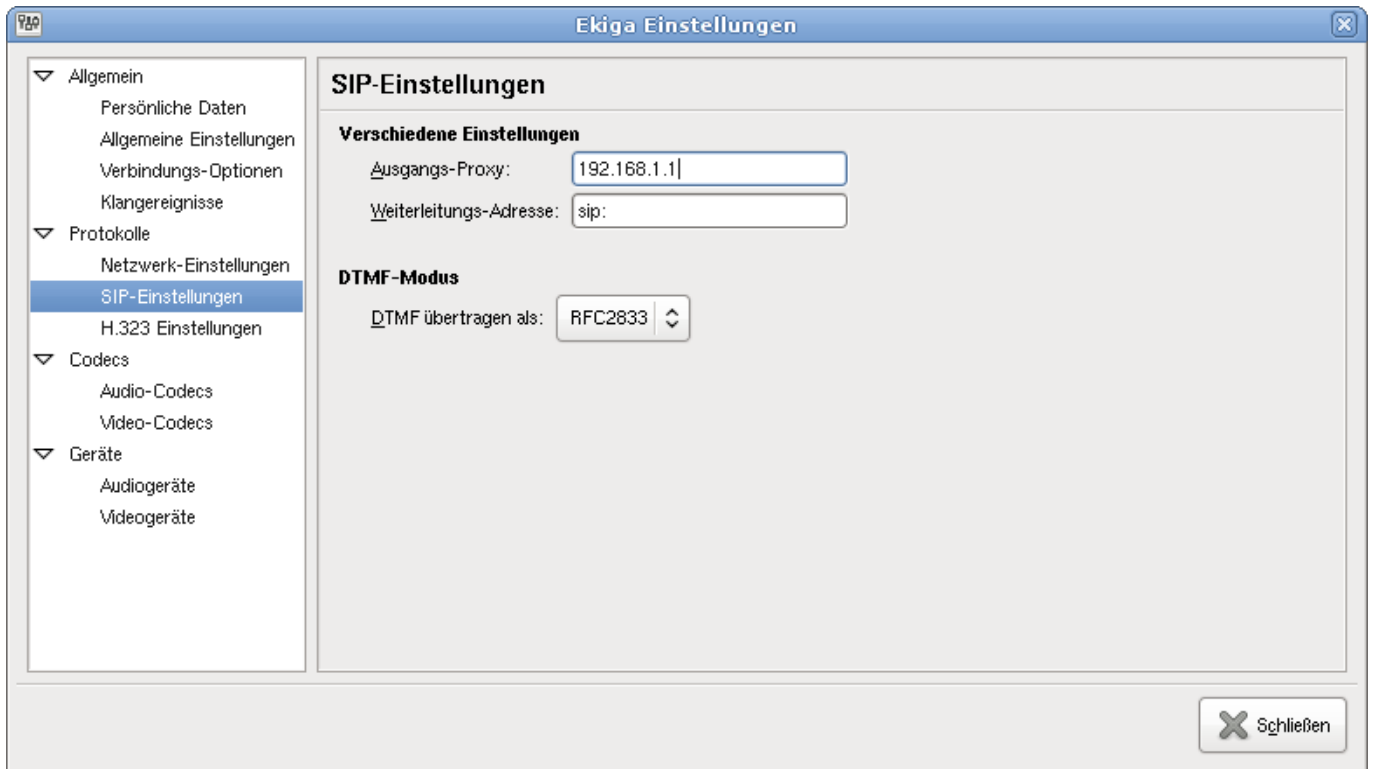 Ekiga Einstellungen
Allgemein
Persönliche Daten
Allgemeine Einstellungen
Verbindungs-Optionen
Klangereignisse
Protokolle
Netzwerk-Einstellungen
SIP-Einstellungen
H.323 Einstellungen
Codecs
Audio-Codecs
Video-Codecs
Geräte
Audiogeräte
Videogeräte
SIP-Einstellungen
Verschiedene Einstellungen
Ausgangs-Proxy: 192.168.1.1
Weiterleitungs-Adresse: sip:
DTMF-Modus
DTMF übertragen als: RFC2833
Schließen